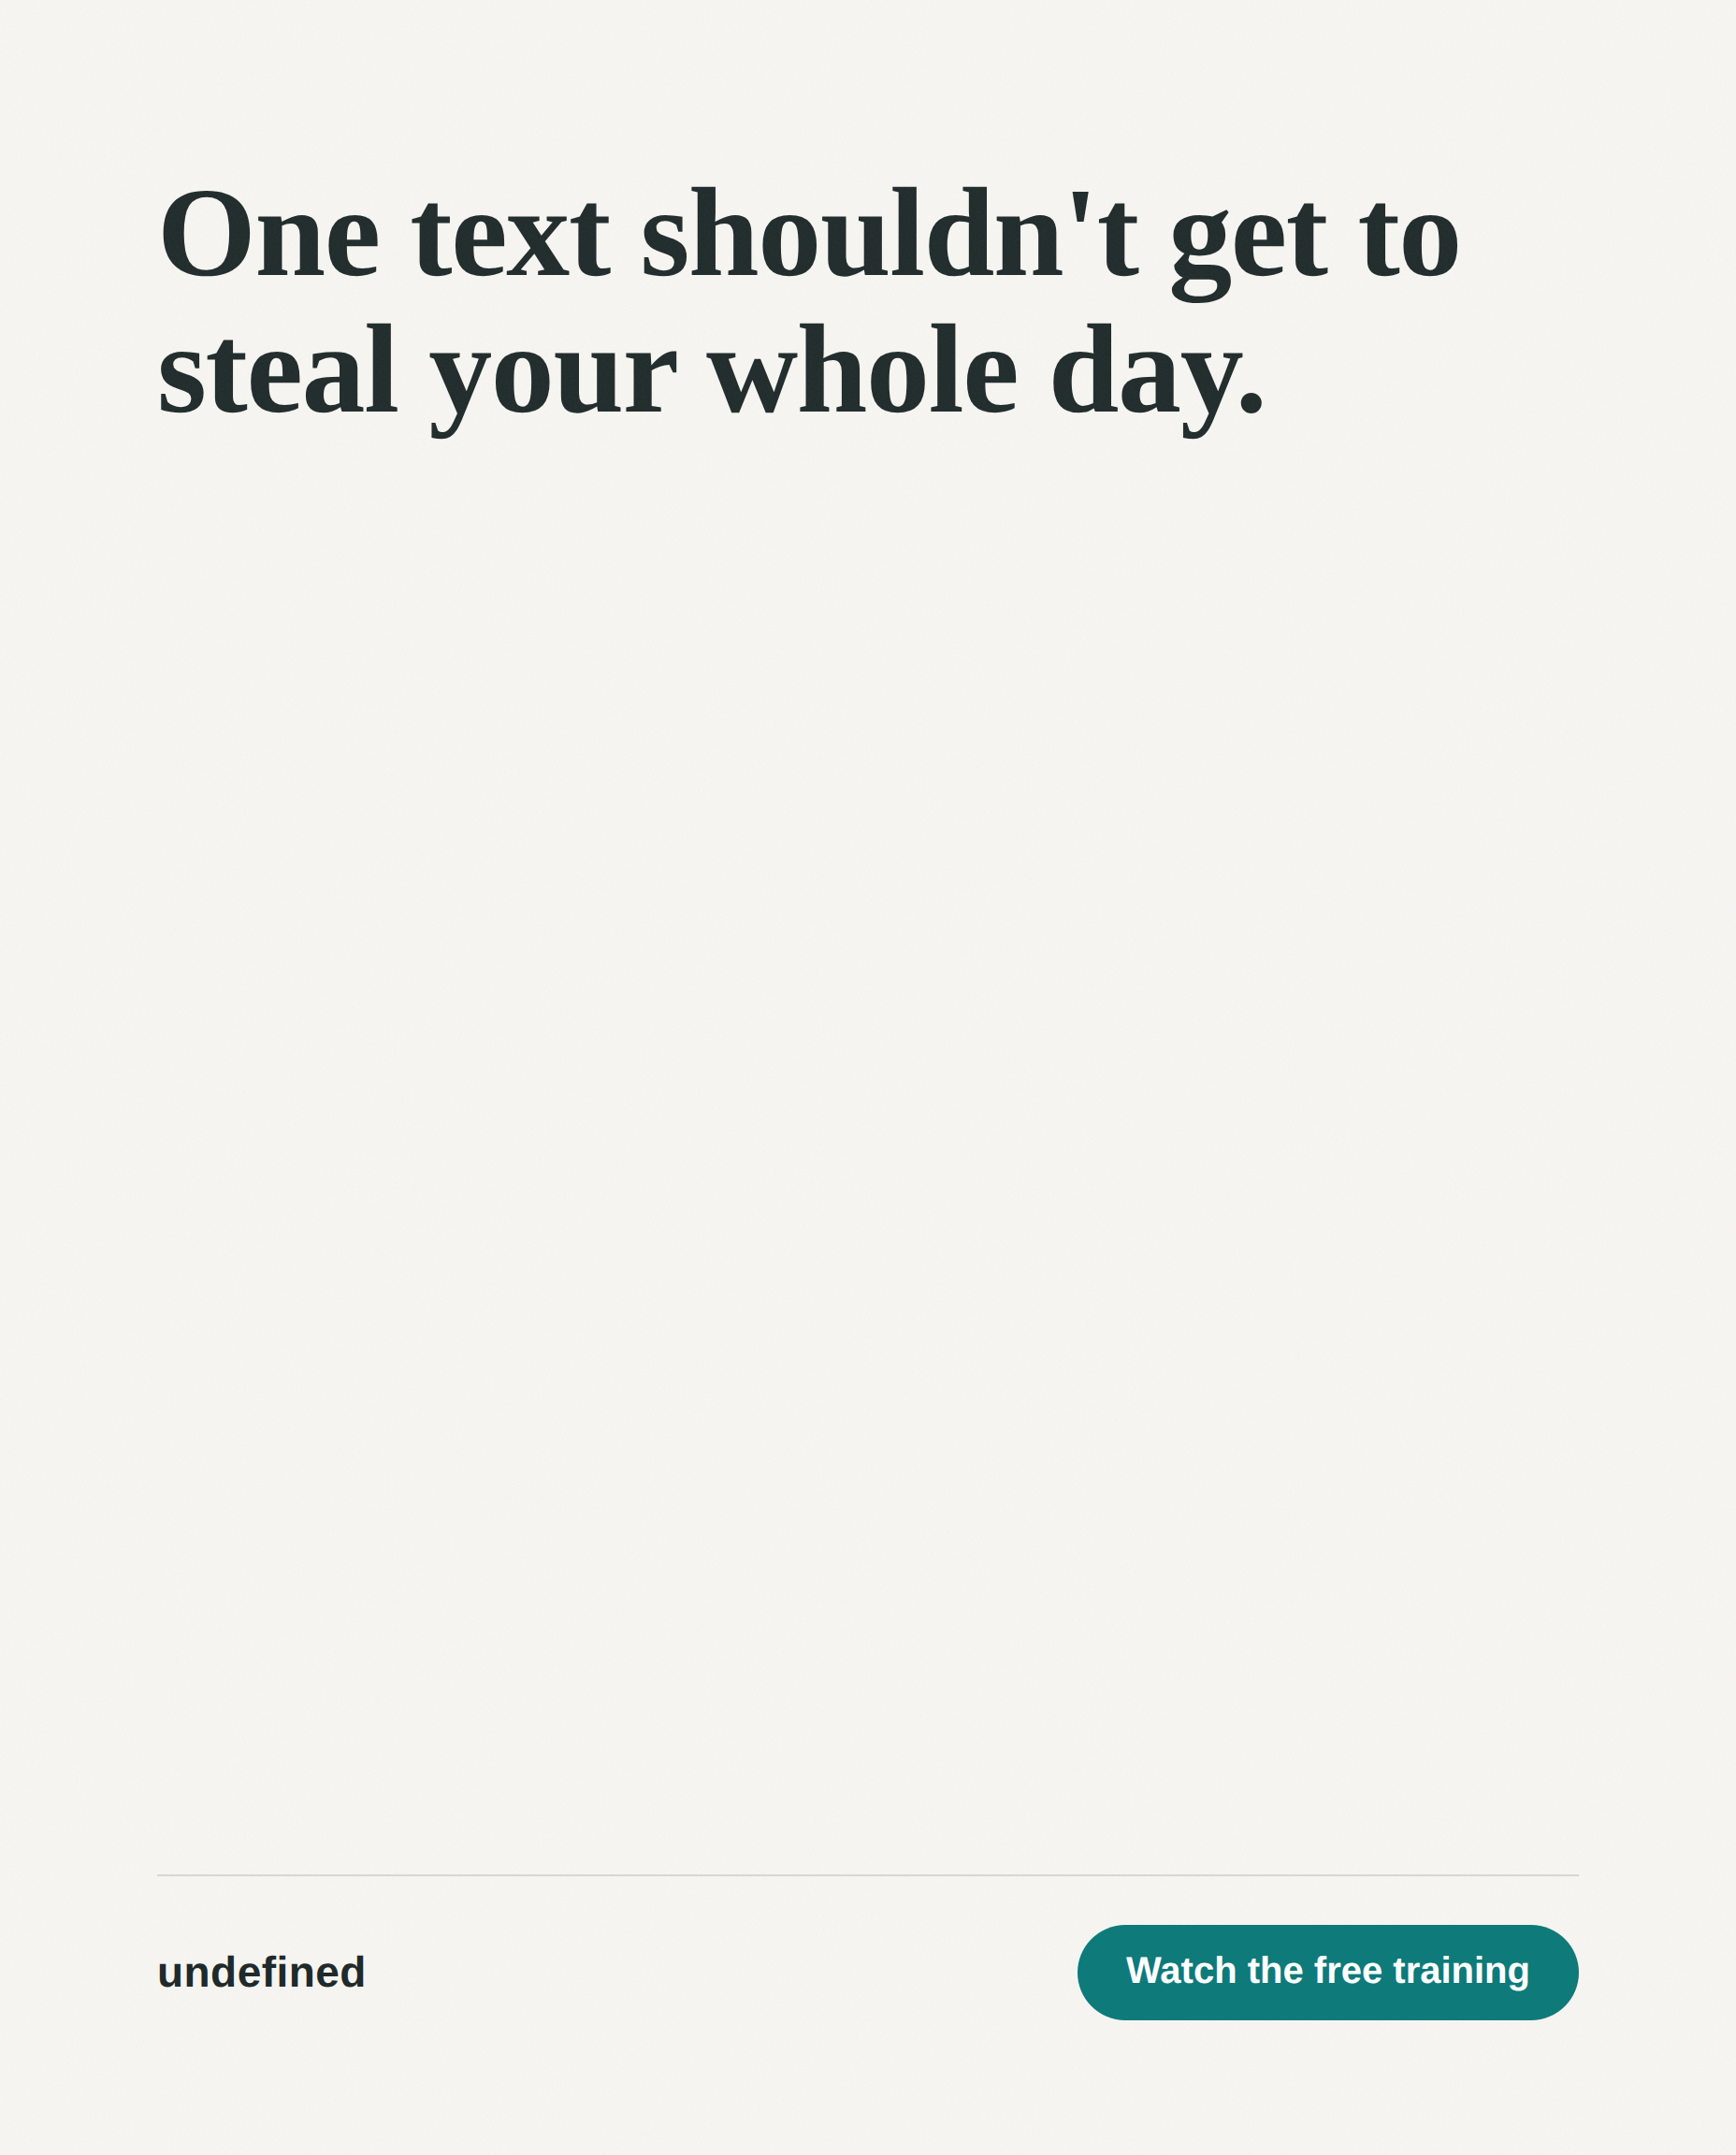 One text shouldn't get to
steal your whole day.
undefined
Watch the free training